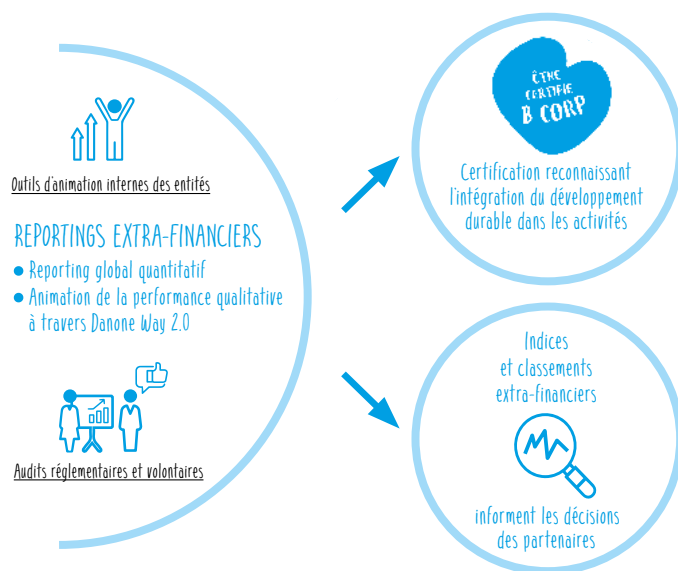 Outils d'animation internes des entités
REPORTINGS EXTRA-FINANCIERS
● Reporting global quantitatif
● Animation de la performance qualitative
à travers Danone Way 2.0
Audits réglementaires et volontaires
ÊTRE
CERTIFIÉ
B CORP
Certification reconnaissant
l'intégration du développement
durable dans les activités
Indices
et classements
extra-financiers
informent les décisions
des partenaires